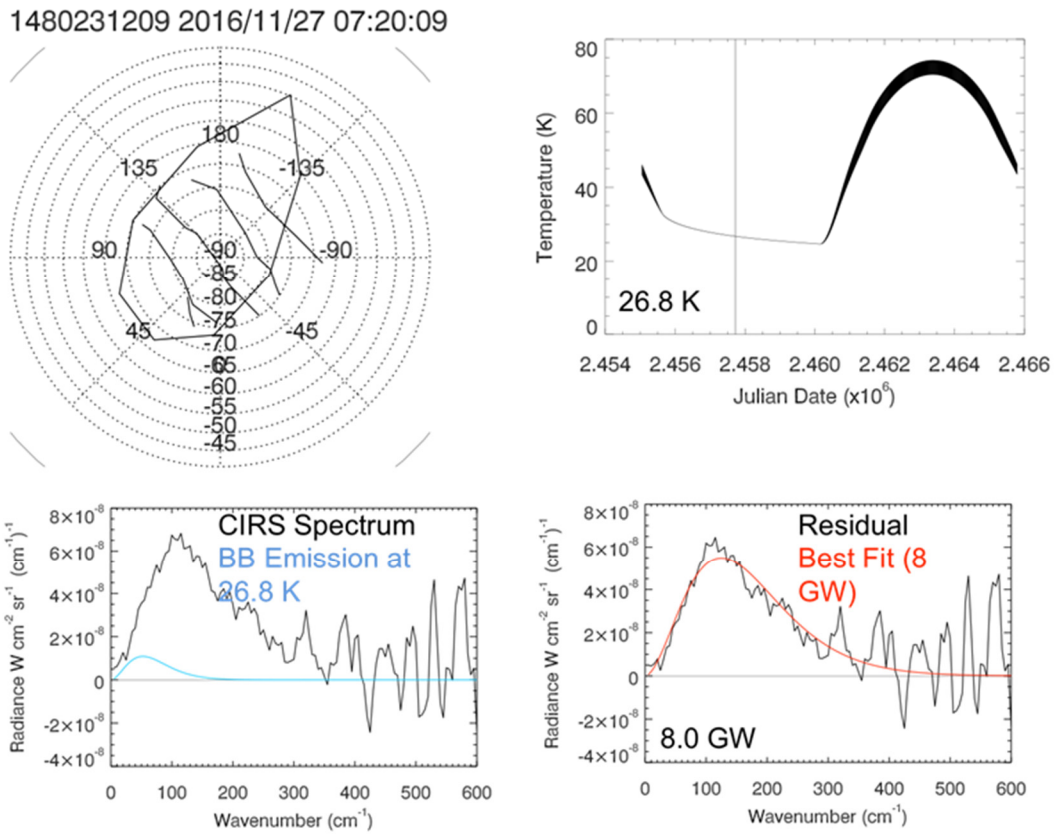 1480231209 2016/11/27 07:20:09
180
135
-135
90
-90
-90
-85
-80
-75
45
-45
-70
-65
0
-60
-55
-50
-45
80
60
40
20
0
Temperature (K)
26.8 K
2.454 2.456 2.458 2.460 2.462 2.464 2.466
Julian Date (x10⁶)
8×10⁻⁸
6×10⁻⁸
4×10⁻⁸
2×10⁻⁸
0
-2×10⁻⁸
-4×10⁻⁸
Radiance W cm⁻² sr⁻¹ (cm⁻¹)⁻¹
CIRS Spectrum
BB Emission at
26.8 K
0 100 200 300 400 500 600
Wavenumber (cm⁻¹)
8×10⁻⁸
6×10⁻⁸
4×10⁻⁸
2×10⁻⁸
0
-2×10⁻⁸
-4×10⁻⁸
Radiance W cm⁻² sr⁻¹ (cm⁻¹)⁻¹
Residual
Best Fit (8
GW)
8.0 GW
0 100 200 300 400 500 600
Wavenumber (cm⁻¹)